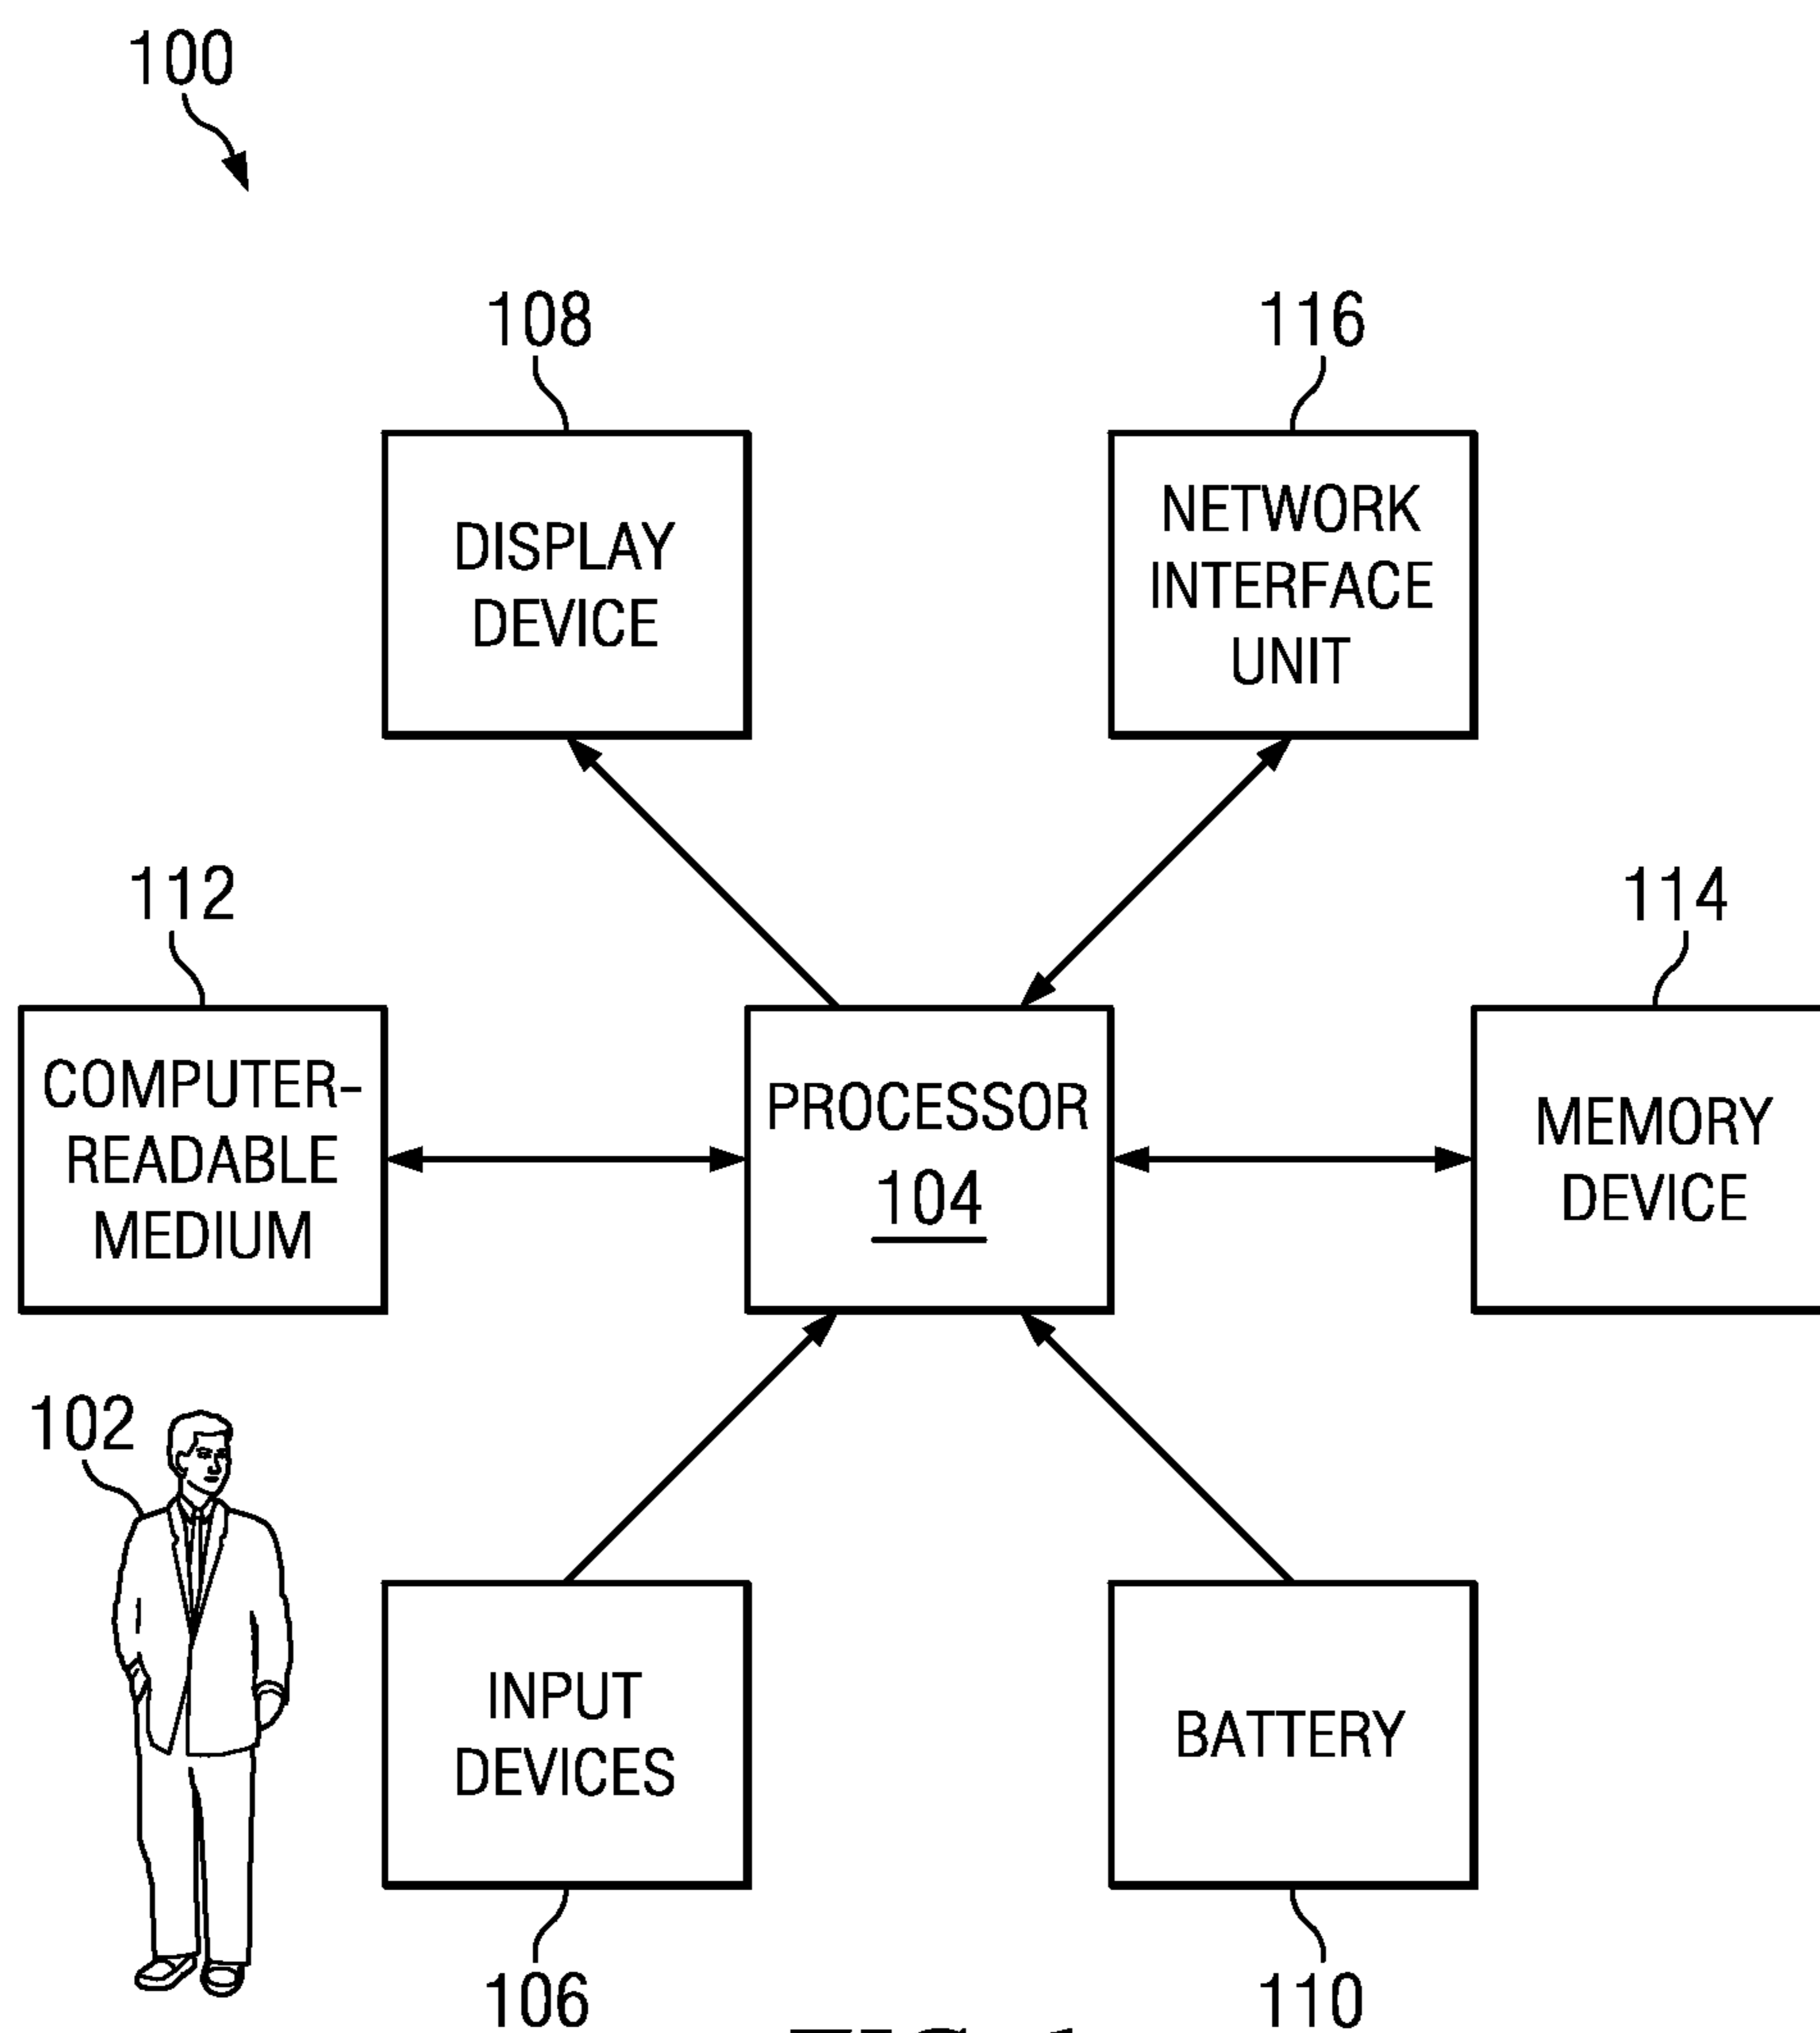 100
108
116
DISPLAY
DEVICE
NETWORK
INTERFACE
UNIT
112
114
COMPUTER-
READABLE
MEDIUM
PROCESSOR
104
MEMORY
DEVICE
102
INPUT
DEVICES
BATTERY
106
110